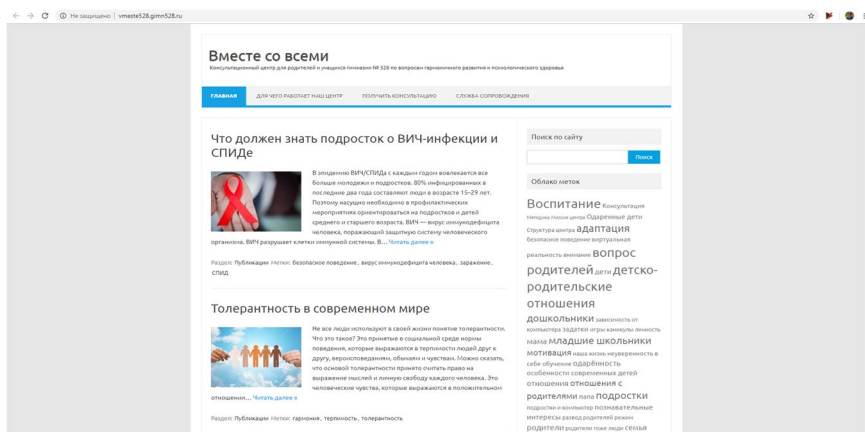 Не защищено | vmeste528.gimn528.ru
Вместе со всеми
Консультационный центр для родителей и учащихся гимназии № 528 по вопросам гармоничного развития и психологического здоровья
ГЛАВНАЯ
ДЛЯ ЧЕГО РАБОТАЕТ НАШ ЦЕНТР
ПОЛУЧИТЬ КОНСУЛЬТАЦИЮ
СЛУЖБА СОПРОВОЖДЕНИЯ
Что должен знать подросток о ВИЧ-инфекции и
СПИДе
В эпидемию ВИЧ/СПИДа с каждым годом вовлекается все
больше молодежи и подростков. 80% инфицированных в
последние два года составляют люди в возрасте 15–29 лет.
Поэтому насущно необходимо в профилактических
мероприятиях ориентироваться на подростков и детей
среднего и старшего возраста. ВИЧ — вирус иммунодефицита
человека, поражающий защитную систему человеческого
организма. ВИЧ разрушает клетки иммунной системы. В… Читать далее »
Раздел: Публикации Метки: безопасное поведение, вирус иммунодефицита человека, заражение,
СПИД
Толерантность в современном мире
Не все люди используют в своей жизни понятие толерантности.
Что это такое? Это принятые в социальной среде нормы
поведения, которые выражаются в терпимости людей друг к
другу, вероисповеданиям, обычаям и чувствам. Можно сказать,
что основой толерантности принято считать право на
выражение мыслей и личную свободу каждого человека. Это
человеческие чувства, которые выражаются в положительном
отношении… Читать далее »
Раздел: Публикации Метки: гармония, терпимость, толерантность
Поиск по сайту
Поиск
Облако меток
Воспитание Консультация
Методика Миссия центра Одаренные дети
Структура центра адаптация
безопасное поведение виртуальная
реальность внимание вопрос
родителей дети детско-
родительские
отношения
дошкольники зависимость от
компьютера задатки игры каникулы личность
мама младшие школьники
мотивация наша жизнь неуверенность в
себе обучение одарённость
особенности современных детей
отношения отношения с
родителями папа подростки
подростки и компьютер познавательные
интересы развод родителей режим
родители родители тоже люди семья